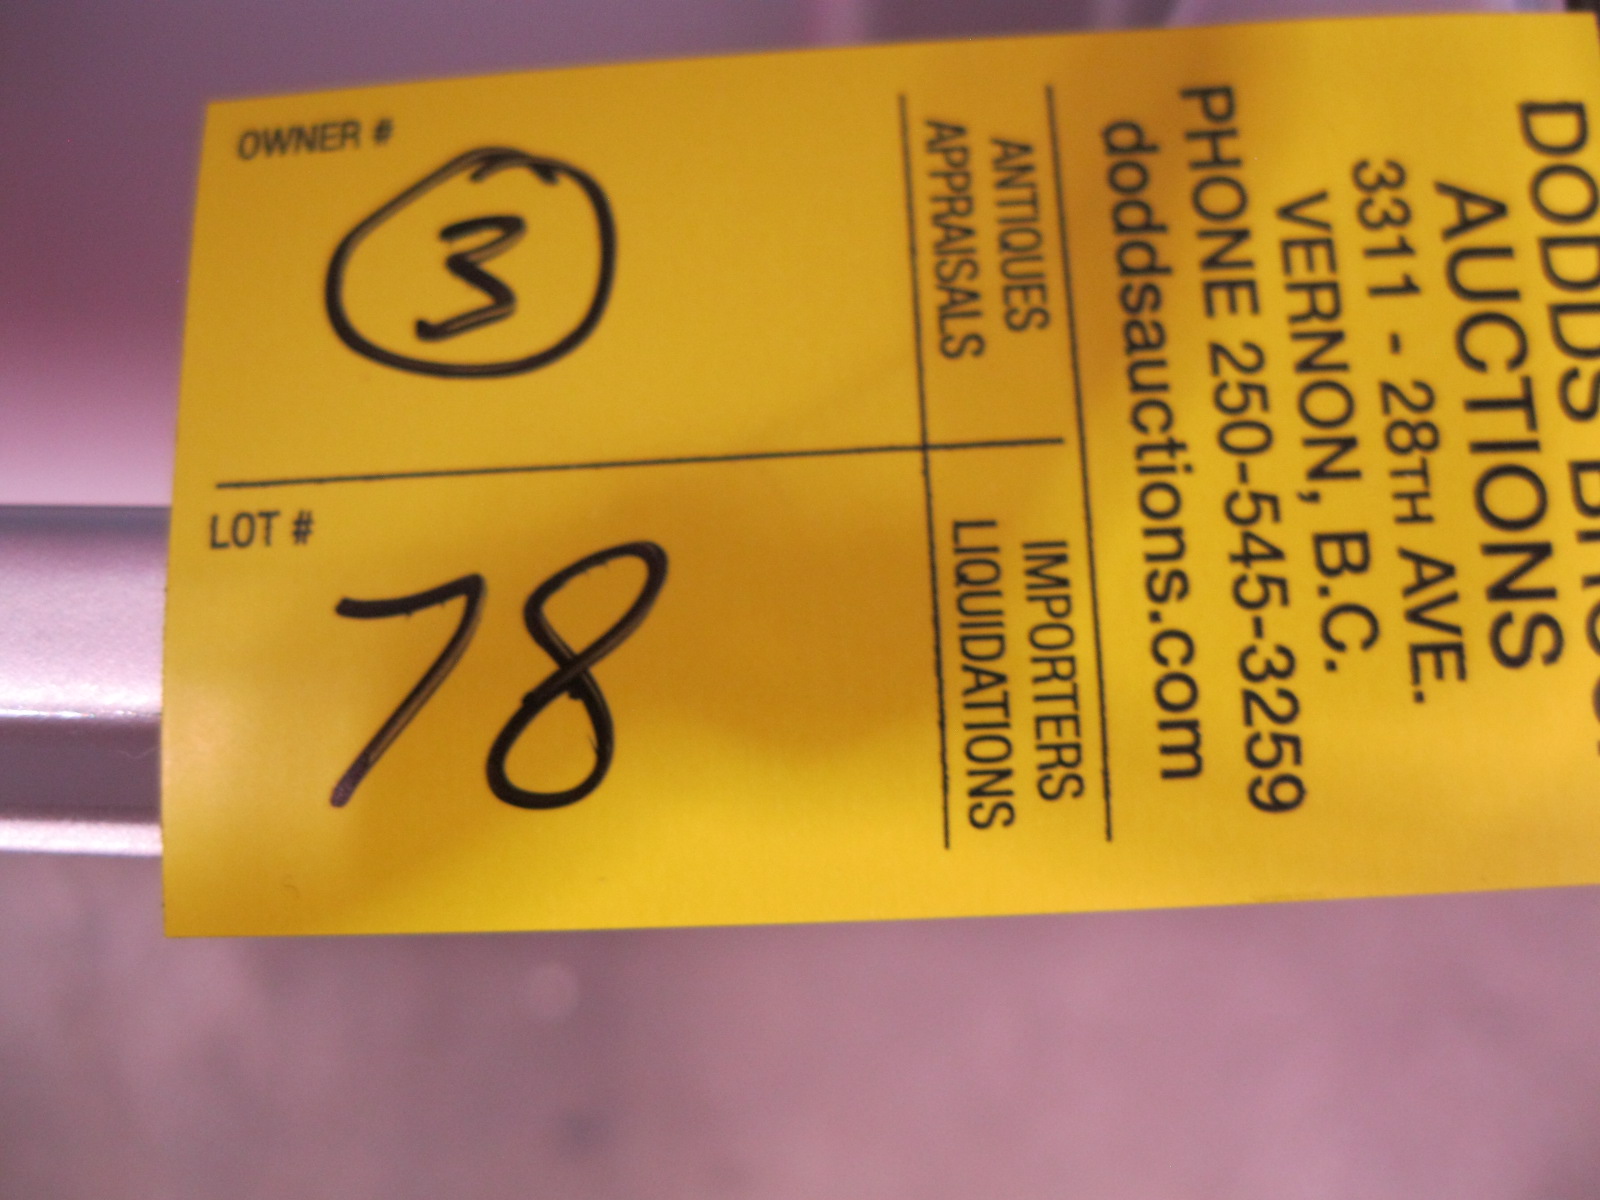 DODDS
AUCTIONS
3311 - 28TH AVE.
VERNON, B.C.
PHONE 250-545-3259
doddsauctions.com
ANTIQUES
APPRAISALS
IMPORTERS
LIQUIDATIONS
OWNER #
3
LOT #
78